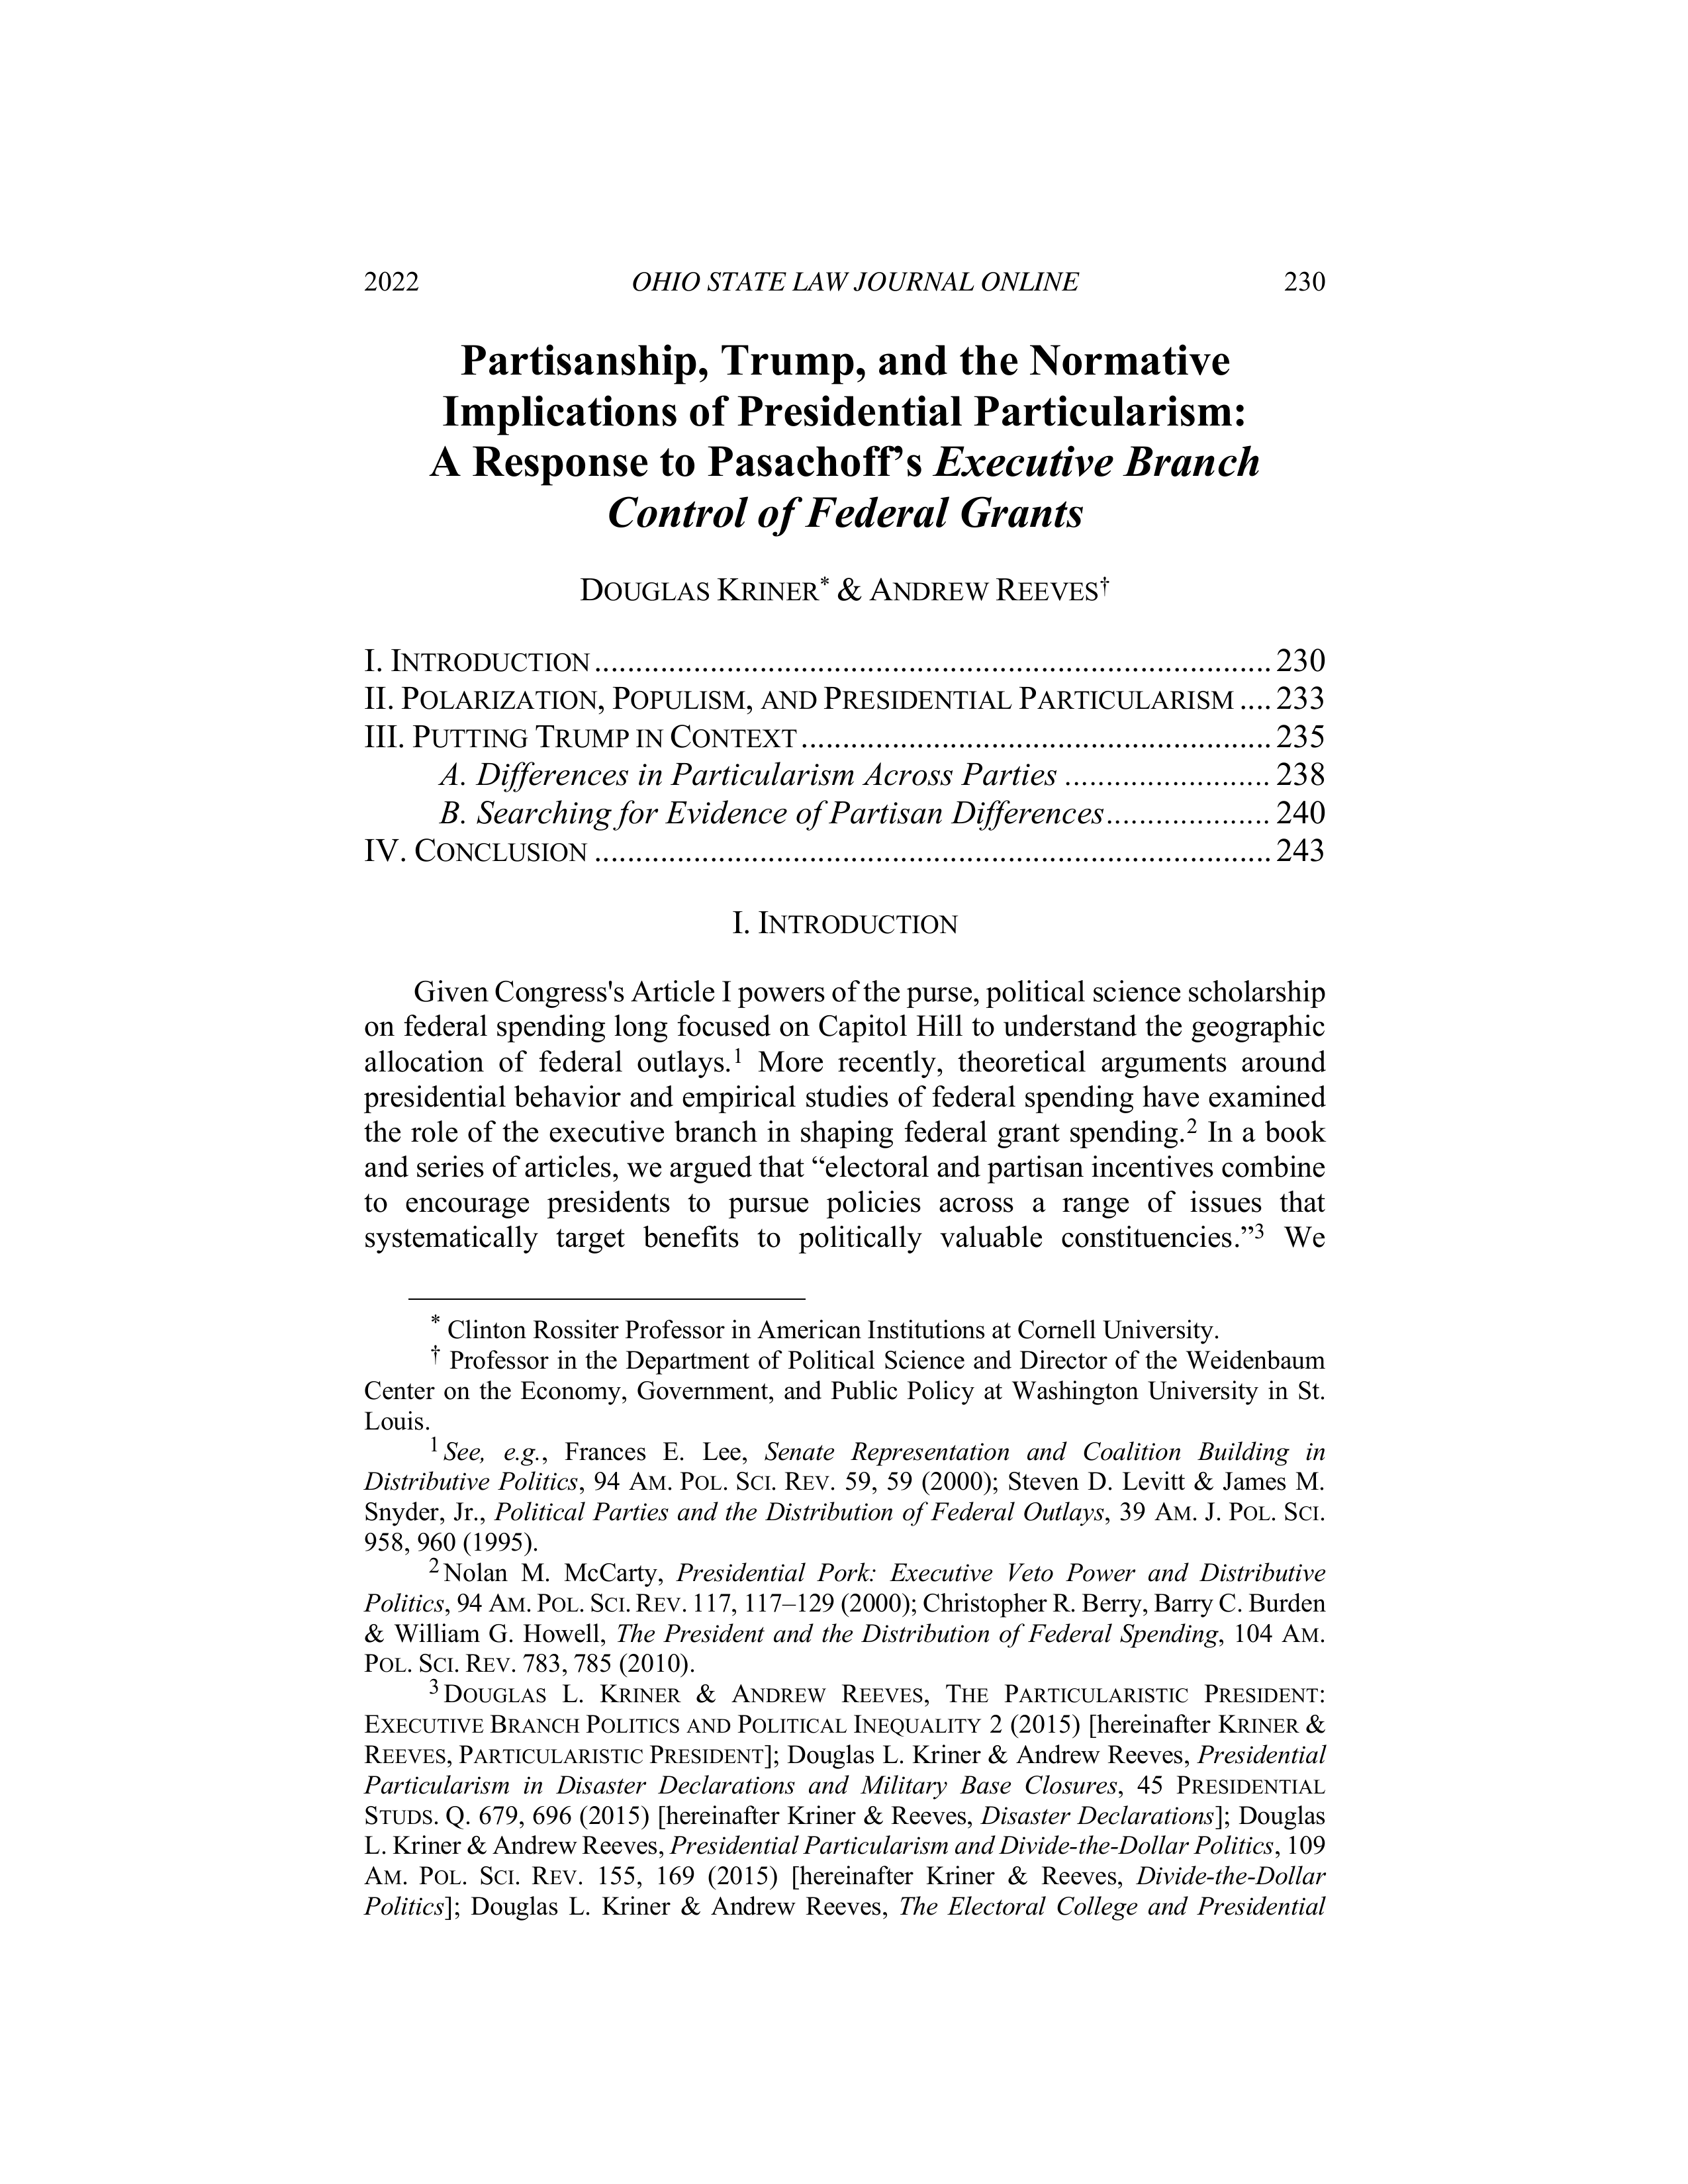 2022 OHIO STATE LAW JOURNAL ONLINE 230
Partisanship, Trump, and the Normative
Implications of Presidential Particularism:
A Response to Pasachoff’s Executive Branch
Control of Federal Grants
DOUGLAS KRINER* & ANDREW REEVES†
I. INTRODUCTION .................................................................................. 230
II. POLARIZATION, POPULISM, AND PRESIDENTIAL PARTICULARISM .... 233
III. PUTTING TRUMP IN CONTEXT ......................................................... 235
A. Differences in Particularism Across Parties ......................... 238
B. Searching for Evidence of Partisan Differences.................... 240
IV. CONCLUSION .................................................................................. 243
I. INTRODUCTION
Given Congress's Article I powers of the purse, political science scholarship
on federal spending long focused on Capitol Hill to understand the geographic
allocation of federal outlays.1 More recently, theoretical arguments around
presidential behavior and empirical studies of federal spending have examined
the role of the executive branch in shaping federal grant spending.2 In a book
and series of articles, we argued that “electoral and partisan incentives combine
to encourage presidents to pursue policies across a range of issues that
systematically target benefits to politically valuable constituencies.”3 We
* Clinton Rossiter Professor in American Institutions at Cornell University.
† Professor in the Department of Political Science and Director of the Weidenbaum
Center on the Economy, Government, and Public Policy at Washington University in St.
Louis.
1 See, e.g., Frances E. Lee, Senate Representation and Coalition Building in
Distributive Politics, 94 AM. POL. SCI. REV. 59, 59 (2000); Steven D. Levitt & James M.
Snyder, Jr., Political Parties and the Distribution of Federal Outlays, 39 AM. J. POL. SCI.
958, 960 (1995).
2 Nolan M. McCarty, Presidential Pork: Executive Veto Power and Distributive
Politics, 94 AM. POL. SCI. REV. 117, 117–129 (2000); Christopher R. Berry, Barry C. Burden
& William G. Howell, The President and the Distribution of Federal Spending, 104 AM.
POL. SCI. REV. 783, 785 (2010).
3 DOUGLAS L. KRINER & ANDREW REEVES, THE PARTICULARISTIC PRESIDENT:
EXECUTIVE BRANCH POLITICS AND POLITICAL INEQUALITY 2 (2015) [hereinafter KRINER &
REEVES, PARTICULARISTIC PRESIDENT]; Douglas L. Kriner & Andrew Reeves, Presidential
Particularism in Disaster Declarations and Military Base Closures, 45 PRESIDENTIAL
STUDS. Q. 679, 696 (2015) [hereinafter Kriner & Reeves, Disaster Declarations]; Douglas
L. Kriner & Andrew Reeves, Presidential Particularism and Divide-the-Dollar Politics, 109
AM. POL. SCI. REV. 155, 169 (2015) [hereinafter Kriner & Reeves, Divide-the-Dollar
Politics]; Douglas L. Kriner & Andrew Reeves, The Electoral College and Presidential